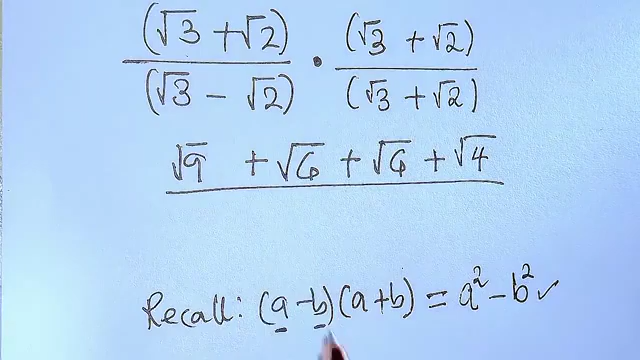 (√3 + √2) / (√3 − √2) · (√3 + √2) / (√3 + √2)
√9 + √6 + √6 + √4
Recall: (a − b)(a + b) = a² − b² ✓